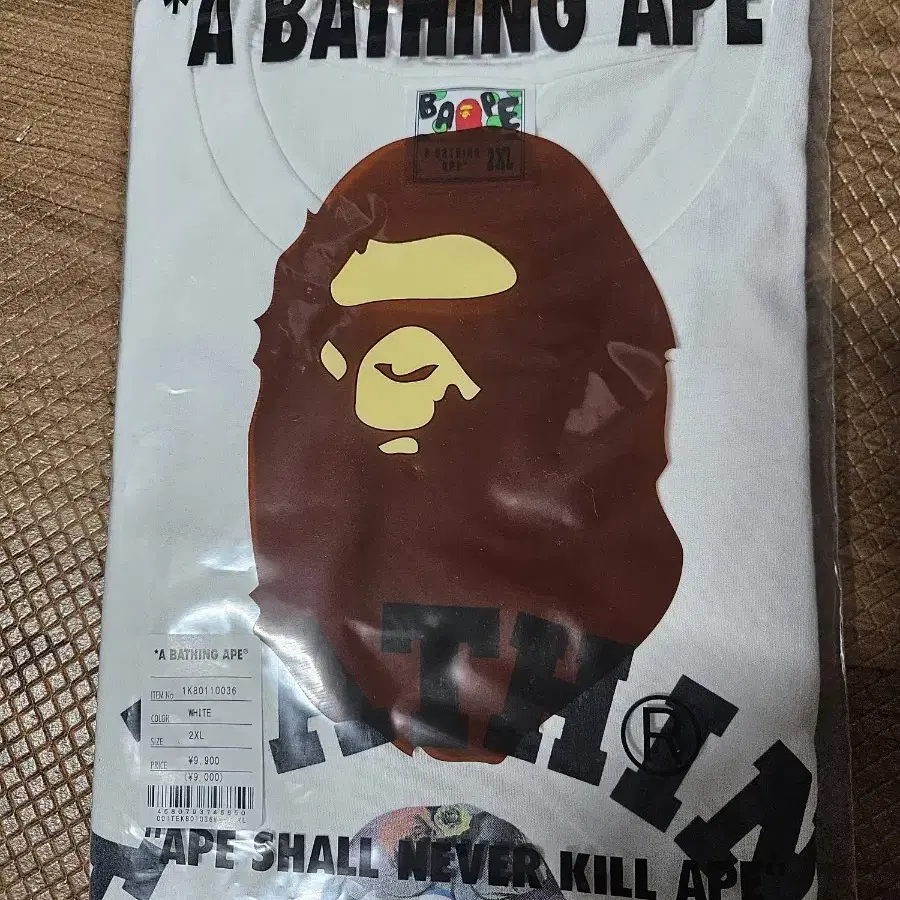 *A BATHING APE
BAPE
A BATHING
APE® 2XL
ATHIN
®
*A BATHING APE®
ITEM No 1K80110036
COLOR WHITE
SIZE 2XL
PRICE ¥9,900
(¥9,000)
"APE SHALL NEVER KILL APE"